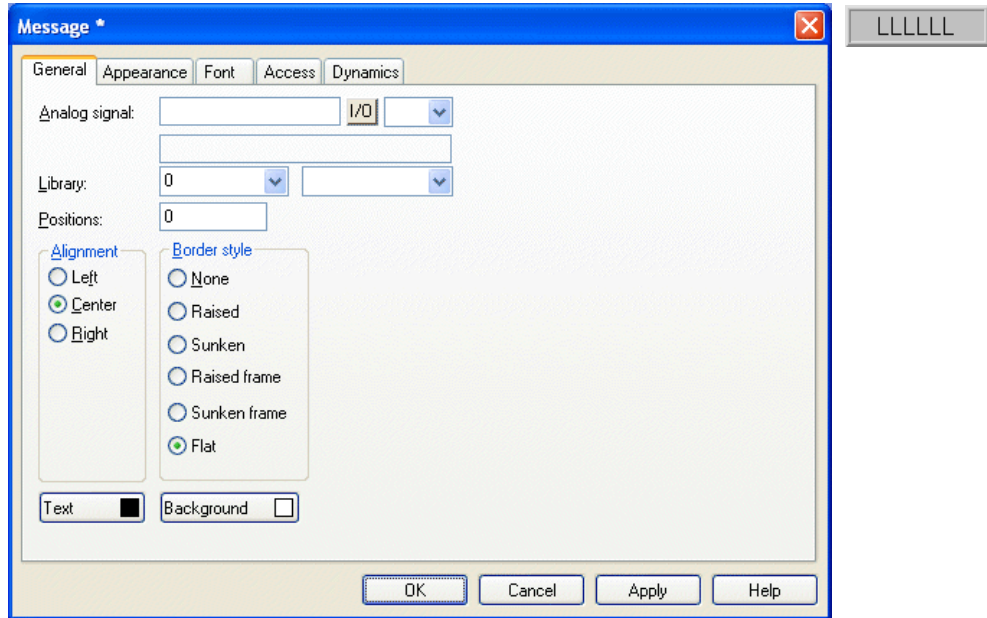 Message *
LLLLLL
General Appearance Font Access Dynamics
Analog signal: I/O
Library: 0
Positions: 0
Alignment
Left
Center
Right
Border style
None
Raised
Sunken
Raised frame
Sunken frame
Flat
Text Background
OK Cancel Apply Help